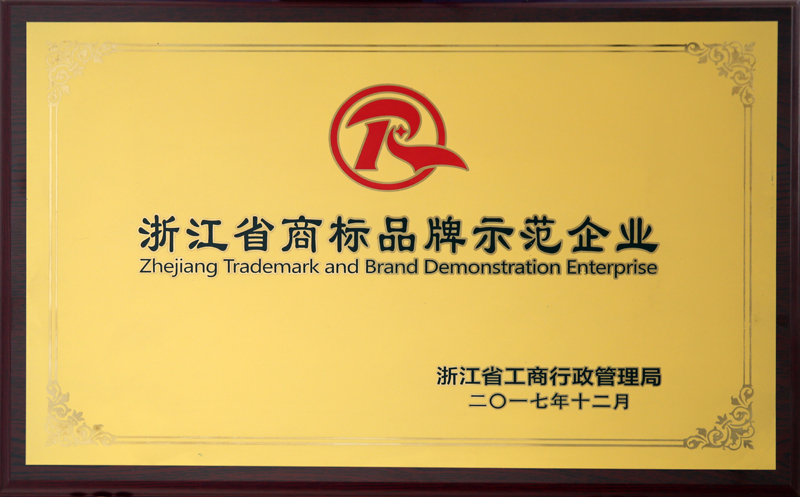 浙江省商标品牌示范企业
Zhejiang Trademark and Brand Demonstration Enterprise
浙江省工商行政管理局
二〇一七年十二月